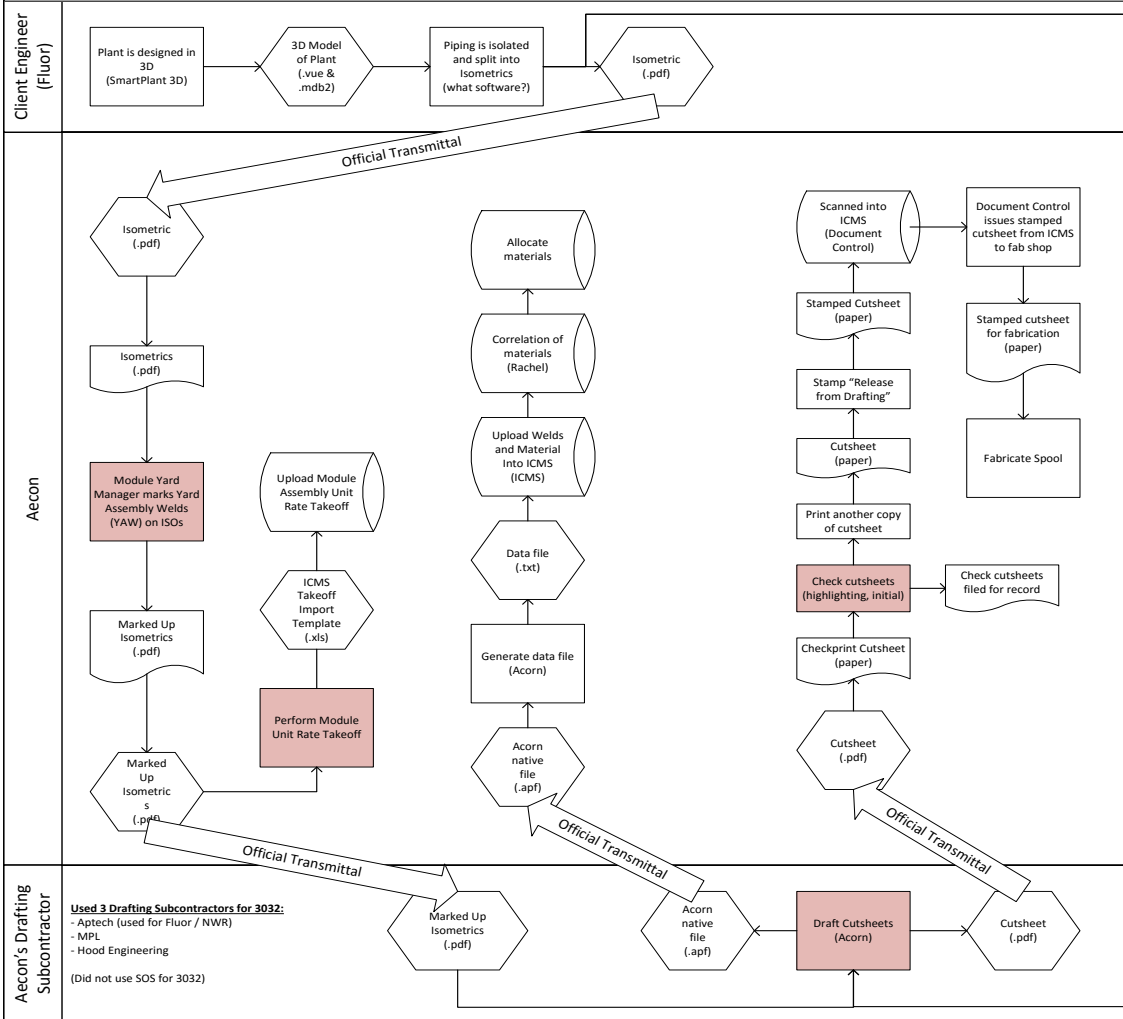 Client Engineer
(Fluor)
Plant is designed in
3D
(SmartPlant 3D)
3D Model
of Plant
(.vue &
.mdb2)
Piping is isolated
and split into
Isometrics
(what software?)
Isometric
(.pdf)
Official Transmittal
Aecon
Isometric
(.pdf)
Isometrics
(.pdf)
Module Yard
Manager marks Yard
Assembly Welds
(YAW) on ISOs
Marked Up
Isometrics
(.pdf)
Marked
Up
Isometric
s
(.pdf)
Upload Module
Assembly Unit
Rate Takeoff
ICMS
Takeoff
Import
Template
(.xls)
Perform Module
Unit Rate Takeoff
Allocate
materials
Correlation of
materials
(Rachel)
Upload Welds
and Material
Into ICMS
(ICMS)
Data file
(.txt)
Generate data file
(Acorn)
Acorn
native
file
(.apf)
Scanned into
ICMS
(Document
Control)
Document Control
issues stamped
cutsheet from ICMS
to fab shop
Stamped Cutsheet
(paper)
Stamped cutsheet
for fabrication
(paper)
Stamp “Release
from Drafting”
Cutsheet
(paper)
Fabricate Spool
Print another copy
of cutsheet
Check cutsheets
(highlighting, initial)
Check cutsheets
filed for record
Checkprint Cutsheet
(paper)
Cutsheet
(.pdf)
Official Transmittal
Official Transmittal
Official Transmittal
Aecon’s Drafting
Subcontractor
Used 3 Drafting Subcontractors for 3032:
- Aptech (used for Fluor / NWR)
- MPL
- Hood Engineering
(Did not use SOS for 3032)
Marked Up
Isometrics
(.pdf)
Acorn
native
file
(.apf)
Draft Cutsheets
(Acorn)
Cutsheet
(.pdf)